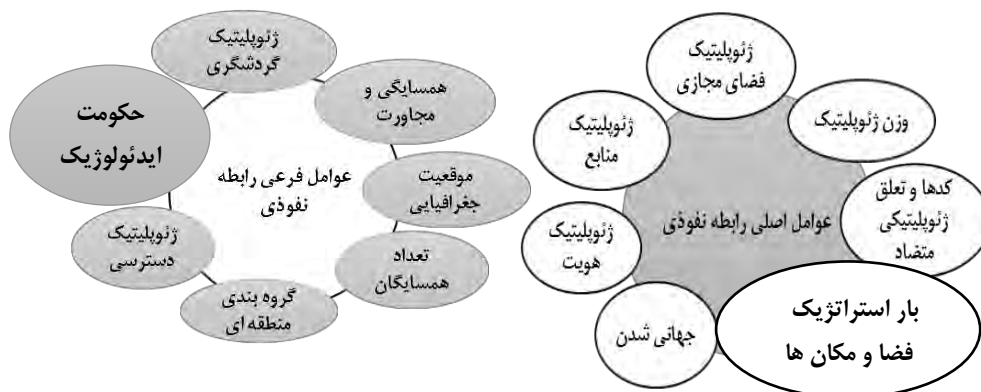 ژئوپلیتیک
فضای مجازی
وزن ژئوپلیتیک
کدها و تعلق
ژئوپلیتیکی
متضاد
بار استراتژیک
فضا و مکان ها
جهانی شدن
ژئوپلیتیک
هویت
ژئوپلیتیک
منابع
عوامل اصلی رابطه نفوذی
ژئوپلیتیک
گردشگری
همسایگی و
مجاورت
موقعیت
جغرافیایی
تعداد
همسایگان
گروه بندی
منطقه ای
ژئوپلیتیک
دسترسی
حکومت
ایدئولوژیک
عوامل فرعی رابطه
نفوذی